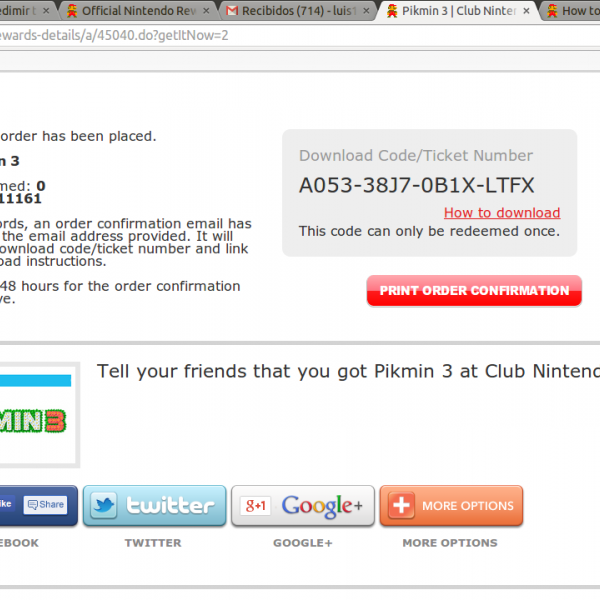 edimir t × Official Nintendo Rew × Recibidos (714) - luis1 × Pikmin 3 | Club Ninten × How to
ewards-details/a/45040.do?getItNow=2
order has been placed.
n 3
med: 0
11161
ords, an order confirmation email has
the email address provided. It will
ownload code/ticket number and link
oad instructions.
48 hours for the order confirmation
ve.
Download Code/Ticket Number
A053-38J7-0B1X-LTFX
How to download
This code can only be redeemed once.
PRINT ORDER CONFIRMATION
Tell your friends that you got Pikmin 3 at Club Nintend
MIN3
ike Share
twitter
g+1 Google+
MORE OPTIONS
EBOOK
TWITTER
GOOGLE+
MORE OPTIONS